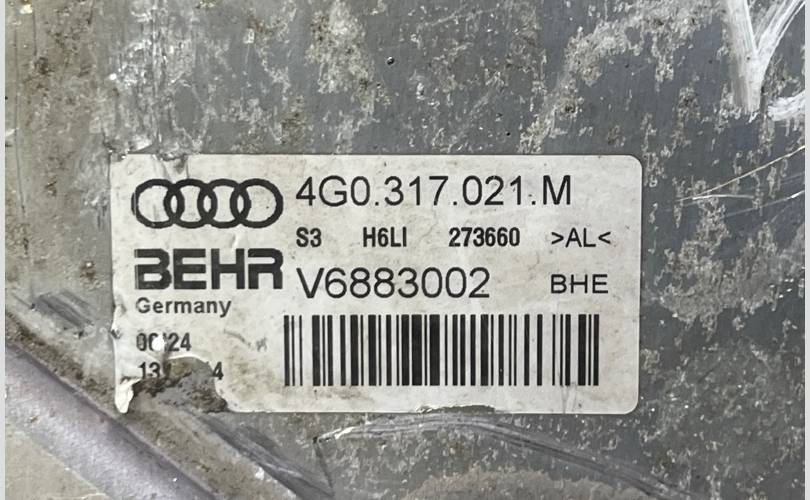 4G0.317.021.M
S3 H6LI 273660 >AL<
BEHR
V6883002 BHE
Germany